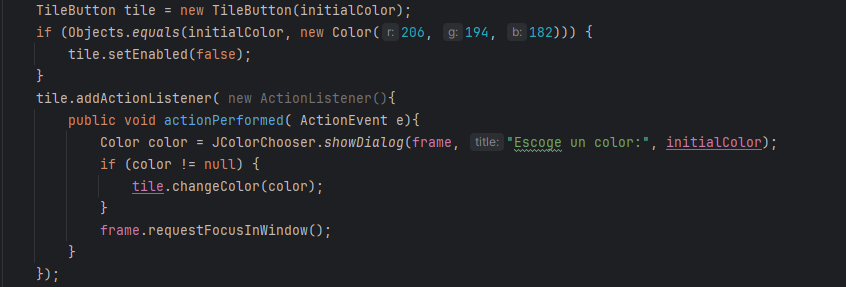 TileButton tile = new TileButton(initialColor);
if (Objects.equals(initialColor, new Color( r: 206, g: 194, b: 182))) {
tile.setEnabled(false);
}
tile.addActionListener( new ActionListener(){
public void actionPerformed( ActionEvent e){
Color color = JColorChooser.showDialog(frame, title: "Escoge un color:", initialColor);
if (color != null) {
tile.changeColor(color);
}
frame.requestFocusInWindow();
}
});